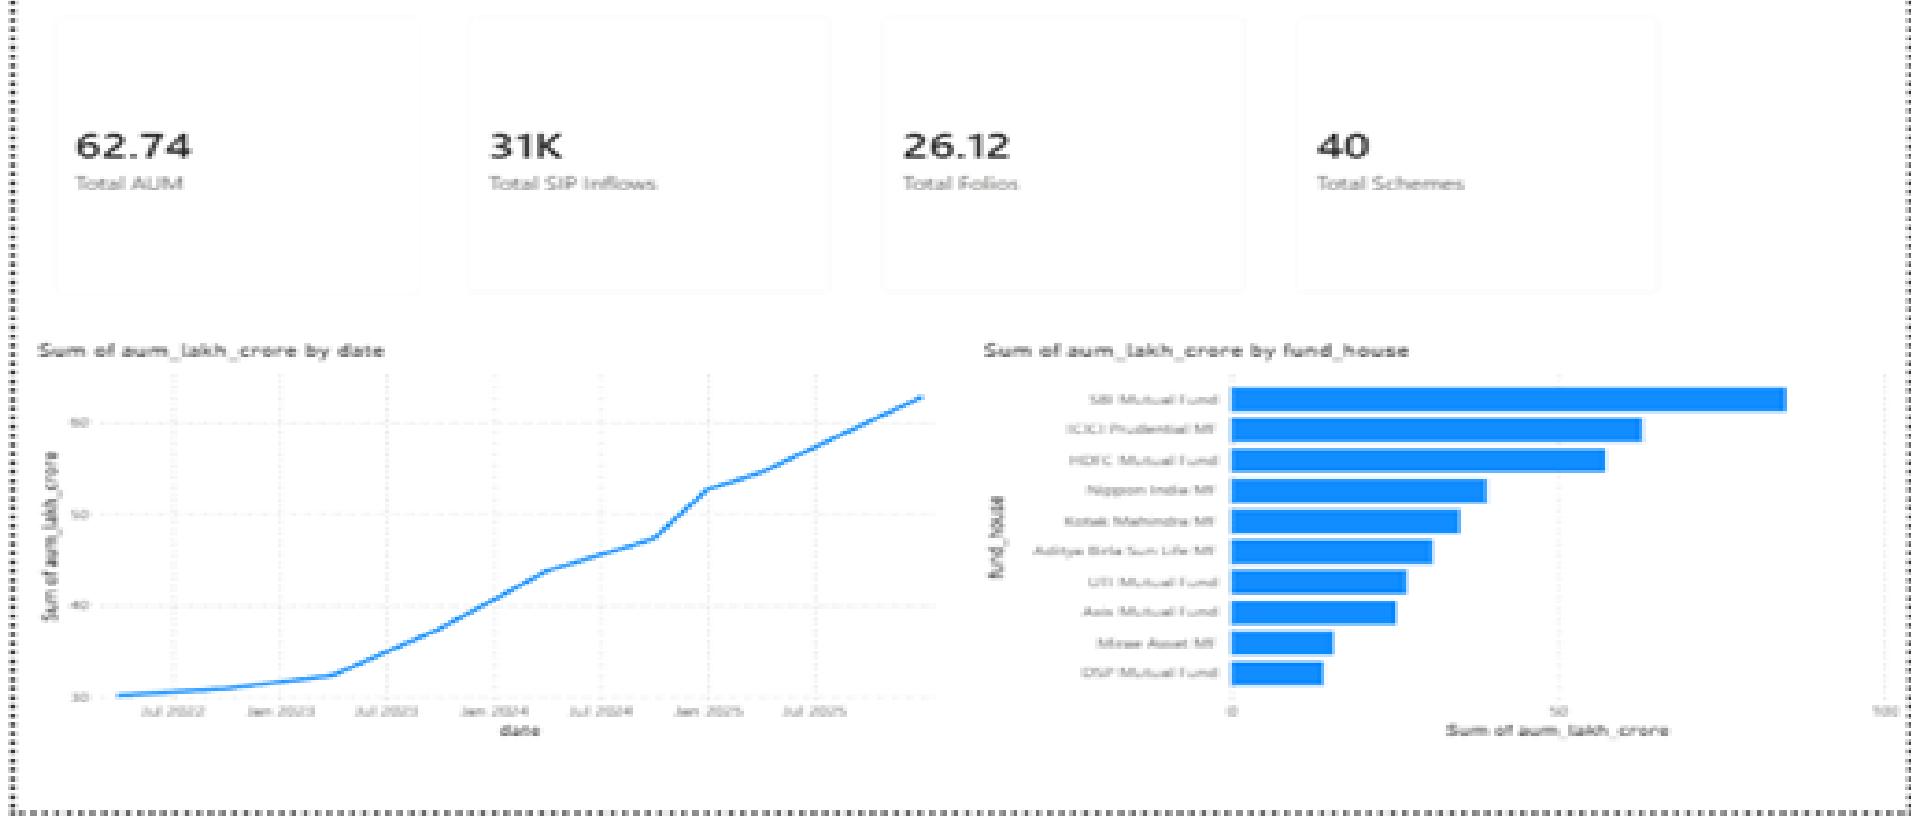 62.74
Total AUM
31K
Total SIP Inflows
26.12
Total Folios
40
Total Schemes
Sum of aum_lakh_crore by date
Sum of aum_lakh_crore
60
50
40
30
Jul 2022 Jan 2023 Jul 2023 Jan 2024 Jul 2024 Jan 2025 Jul 2025
date
Sum of aum_lakh_crore by fund_house
fund_house
SBI Mutual Fund
ICICI Prudential MF
HDFC Mutual Fund
Nippon India MF
Kotak Mahindra MF
Aditya Birla Sun Life MF
UTI Mutual Fund
Axis Mutual Fund
Mirae Asset MF
DSP Mutual Fund
0 50 100
Sum of aum_lakh_crore